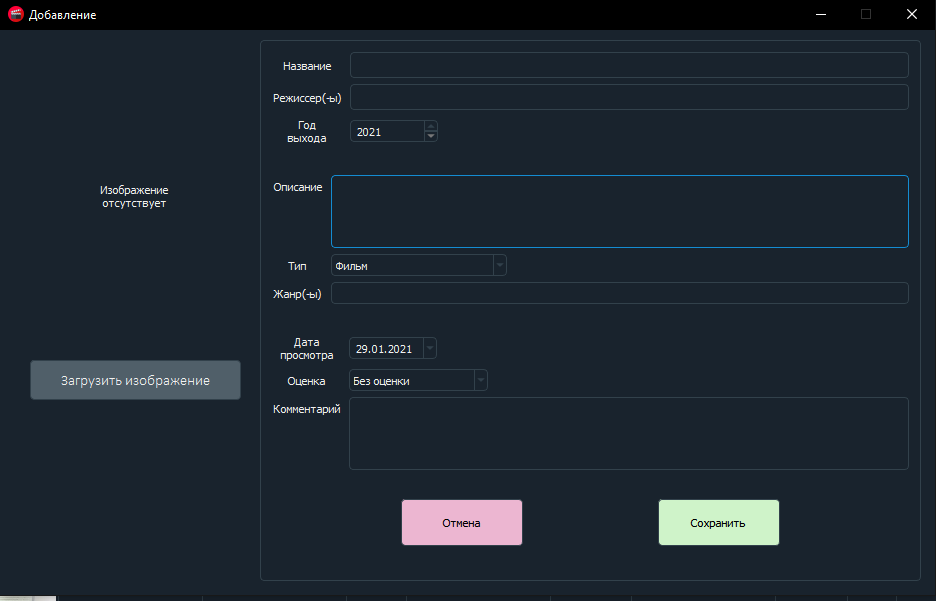 Добавление
Название
Режиссер(-ы)
Год
выхода
2021
Изображение
отсутствует
Описание
Тип
Фильм
Жанр(-ы)
Дата
просмотра
29.01.2021
Загрузить изображение
Оценка
Без оценки
Комментарий
Отмена
Сохранить